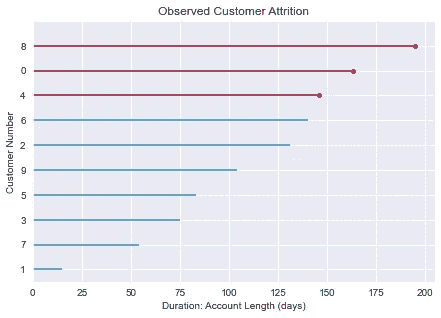 Observed Customer Attrition
Customer Number
8
0
4
6
2
9
5
3
7
1
0 25 50 75 100 125 150 175 200
Duration: Account Length (days)